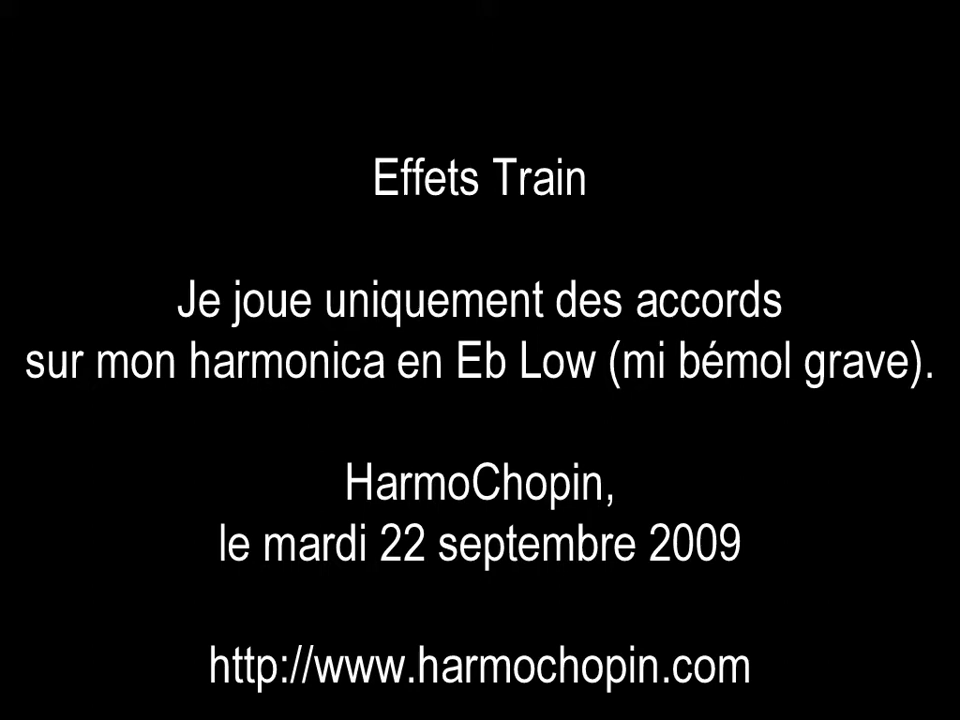 Effets Train
Je joue uniquement des accords
sur mon harmonica en Eb Low (mi bémol grave).
HarmoChopin,
le mardi 22 septembre 2009
http://www.harmochopin.com